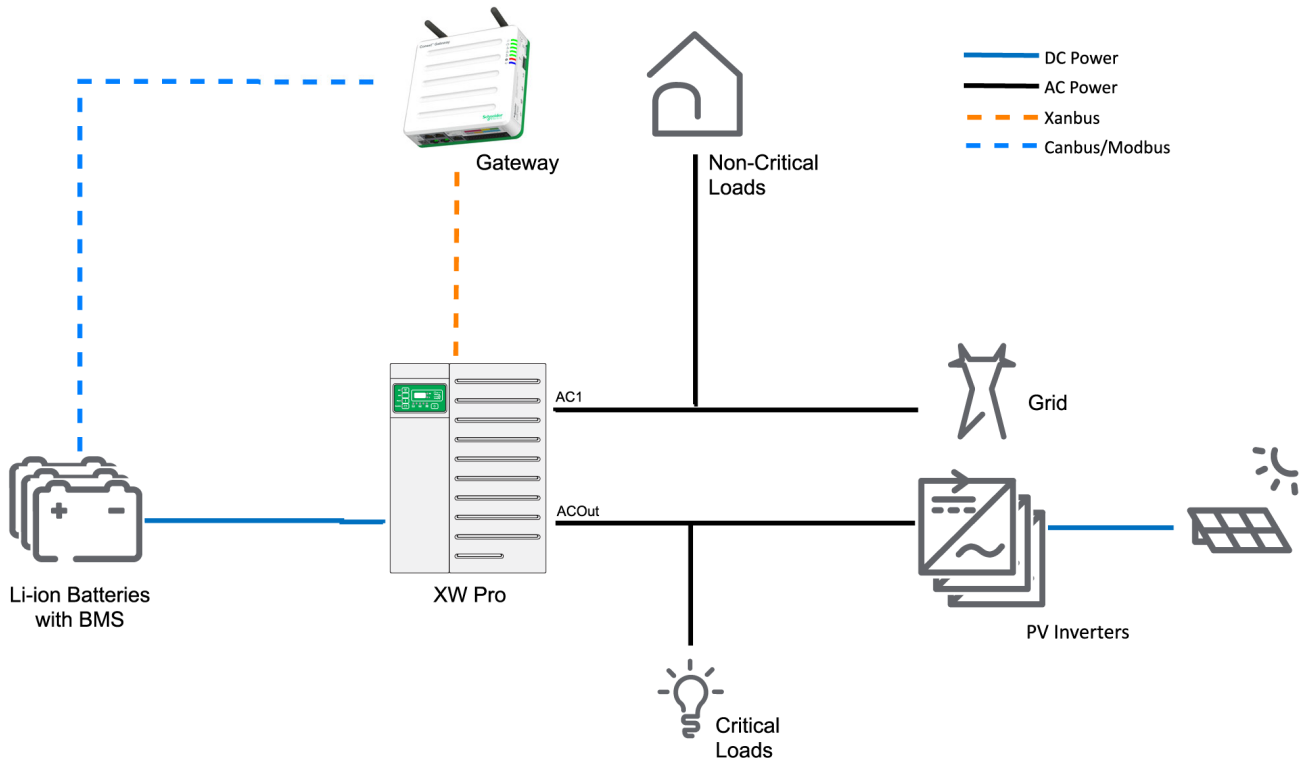 DC Power
AC Power
Xanbus
Canbus/Modbus
Gateway
Non-Critical
Loads
AC1
Grid
ACOut
Li-ion Batteries
with BMS
XW Pro
PV Inverters
Critical
Loads